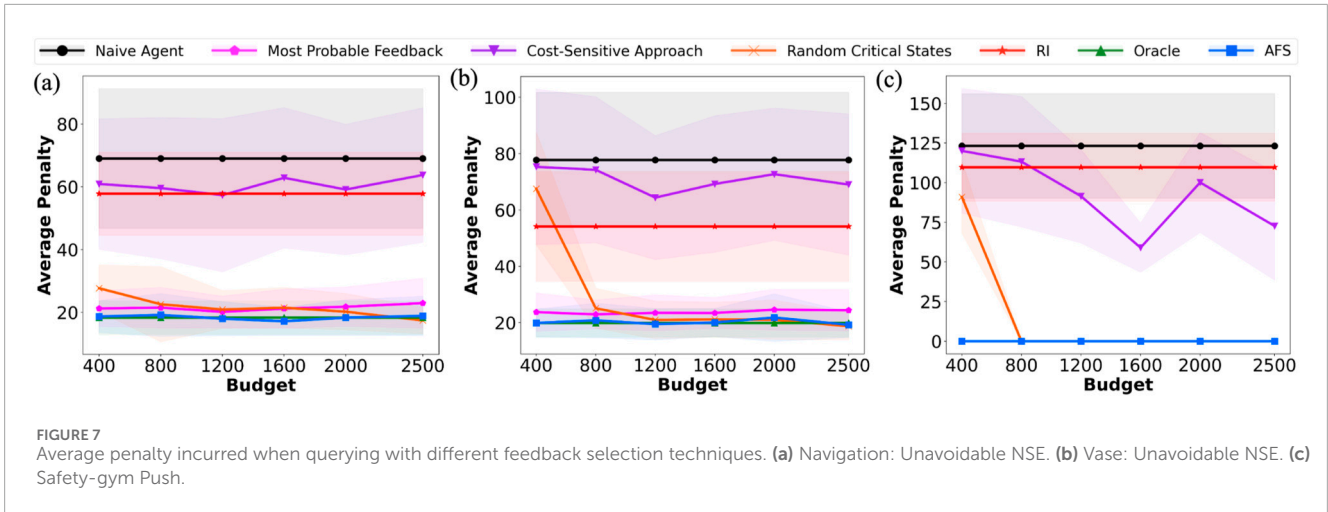 Naive Agent Most Probable Feedback Cost-Sensitive Approach Random Critical States RI Oracle AFS
(a)
Average Penalty
80
60
40
20
400 800 1200 1600 2000 2500
Budget
(b)
Average Penalty
100
80
60
40
20
400 800 1200 1600 2000 2500
Budget
(c)
Average Penalty
150
125
100
75
50
25
0
400 800 1200 1600 2000 2500
Budget
FIGURE 7
Average penalty incurred when querying with different feedback selection techniques. (a) Navigation: Unavoidable NSE. (b) Vase: Unavoidable NSE. (c)
Safety-gym Push.